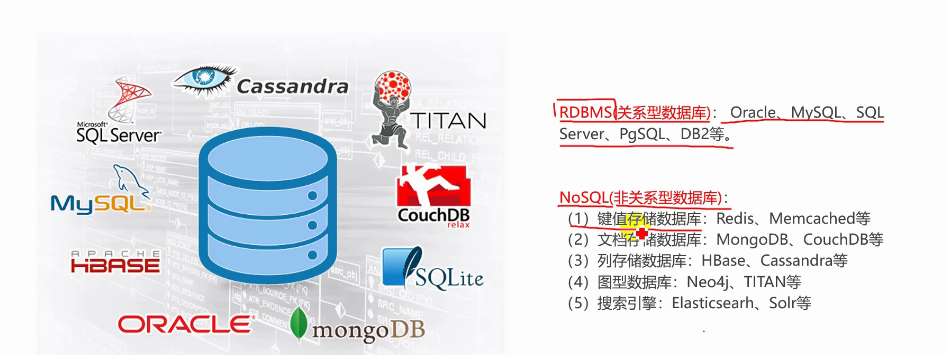 Cassandra
TITAN
Microsoft
SQL Server
MySQL
CouchDB
relax
APACHE
HBASE
SQLite
ORACLE
mongoDB
RDBMS(关系型数据库)： Oracle、MySQL、SQL
Server、PgSQL、DB2等。
NoSQL(非关系型数据库)：
(1) 键值存储数据库：Redis、Memcached等
(2) 文档存储数据库：MongoDB、CouchDB等
(3) 列存储数据库：HBase、Cassandra等
(4) 图型数据库：Neo4j、TITAN等
(5) 搜索引擎：Elasticsearh、Solr等